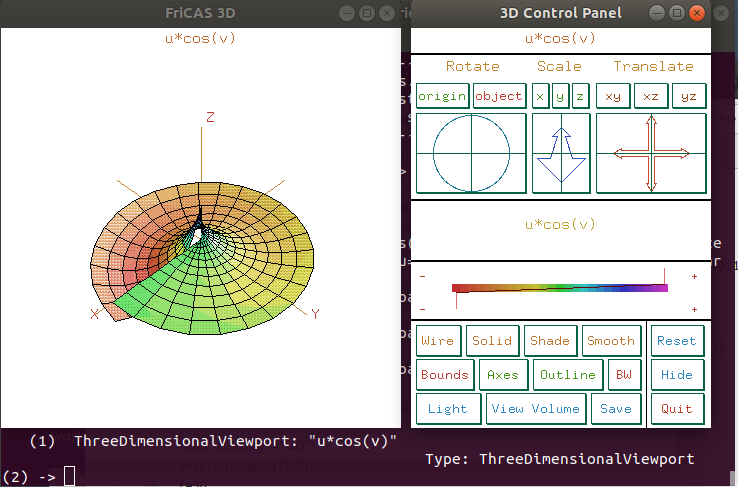 FriCAS 3D
u*cos(v)
Z
X
Y
3D Control Panel
u*cos(v)
Rotate Scale Translate
origin object x y z xy xz yz
u*cos(v)
- +
- +
Wire Solid Shade Smooth Reset
Bounds Axes Outline BW Hide
Light View Volume Save Quit
(1) ThreeDimensionalViewport: "u*cos(v)"
Type: ThreeDimensionalViewport
(2) ->